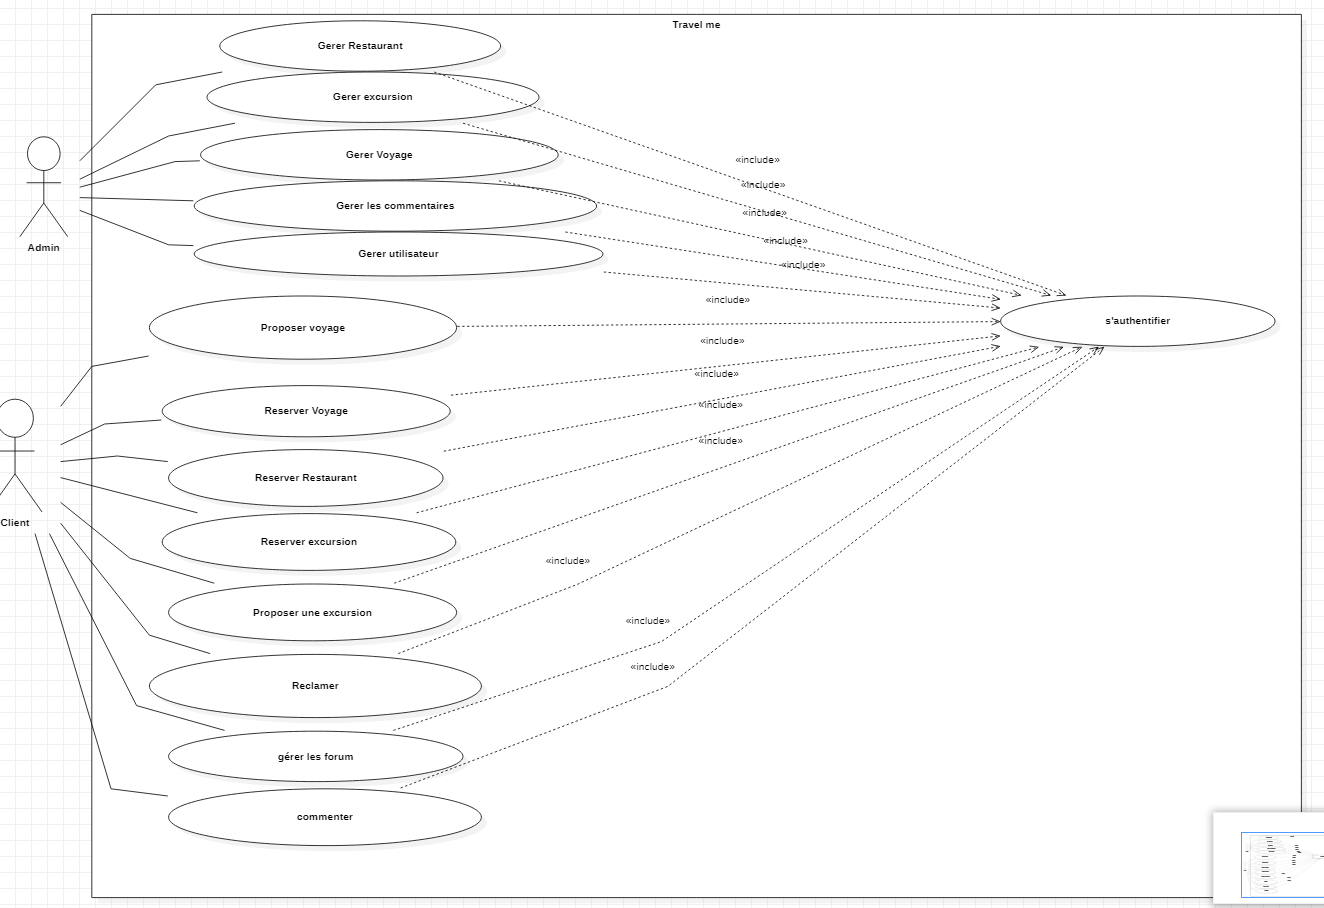 Travel me
Gerer Restaurant
Gerer excursion
Gerer Voyage
«include»
«include»
Gerer les commentaires
«include»
Admin
«include»
Gerer utilisateur
«include»
«include»
Proposer voyage
s'authentifier
«include»
«include»
Reserver Voyage
«include»
«include»
Reserver Restaurant
Client
Reserver excursion
«include»
Proposer une excursion
«include»
«include»
Reclamer
gérer les forum
commenter